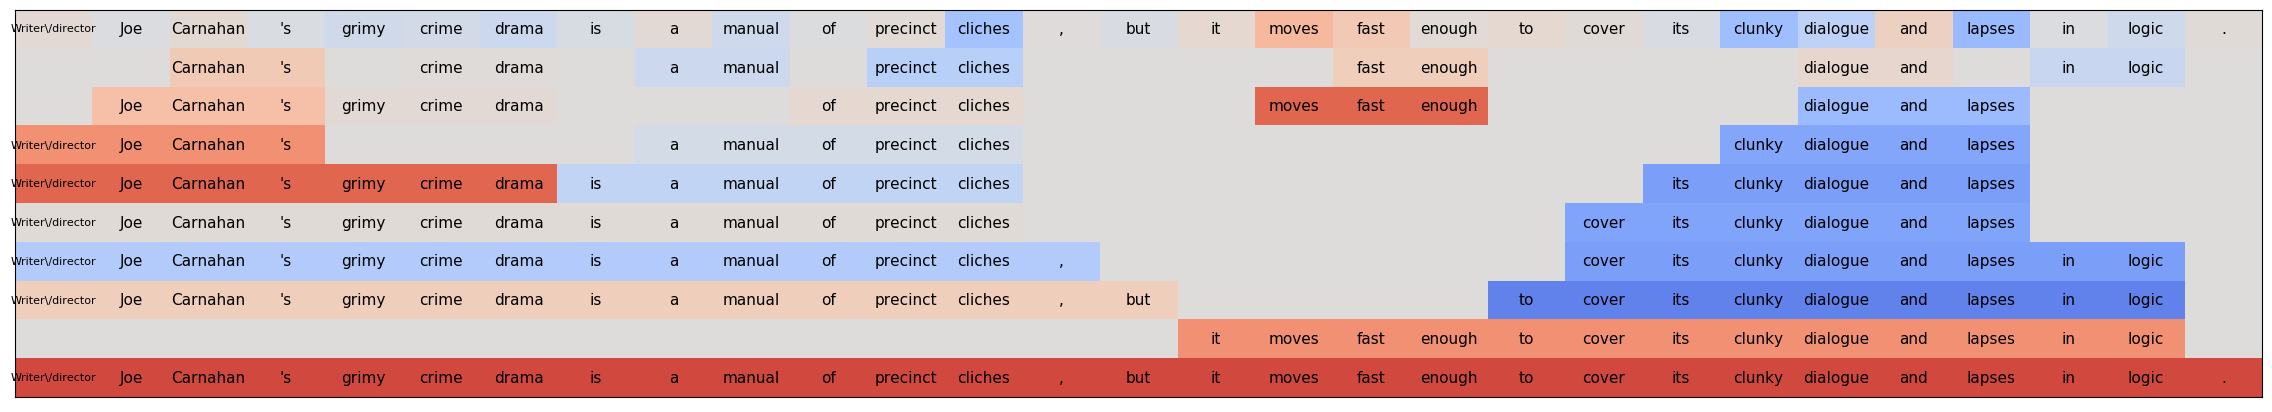 Writer\/director Joe Carnahan 's grimy crime drama is a manual of precinct cliches , but it moves fast enough to cover its clunky dialogue and lapses in logic .
Carnahan 's crime drama a manual precinct cliches fast enough dialogue and in logic
Joe Carnahan 's grimy crime drama of precinct cliches moves fast enough dialogue and lapses
Writer\/director Joe Carnahan 's a manual of precinct cliches clunky dialogue and lapses
Writer\/director Joe Carnahan 's grimy crime drama is a manual of precinct cliches its clunky dialogue and lapses
Writer\/director Joe Carnahan 's grimy crime drama is a manual of precinct cliches cover its clunky dialogue and lapses
Writer\/director Joe Carnahan 's grimy crime drama is a manual of precinct cliches , cover its clunky dialogue and lapses in logic
Writer\/director Joe Carnahan 's grimy crime drama is a manual of precinct cliches , but to cover its clunky dialogue and lapses in logic
it moves fast enough to cover its clunky dialogue and lapses in logic
Writer\/director Joe Carnahan 's grimy crime drama is a manual of precinct cliches , but it moves fast enough to cover its clunky dialogue and lapses in logic .